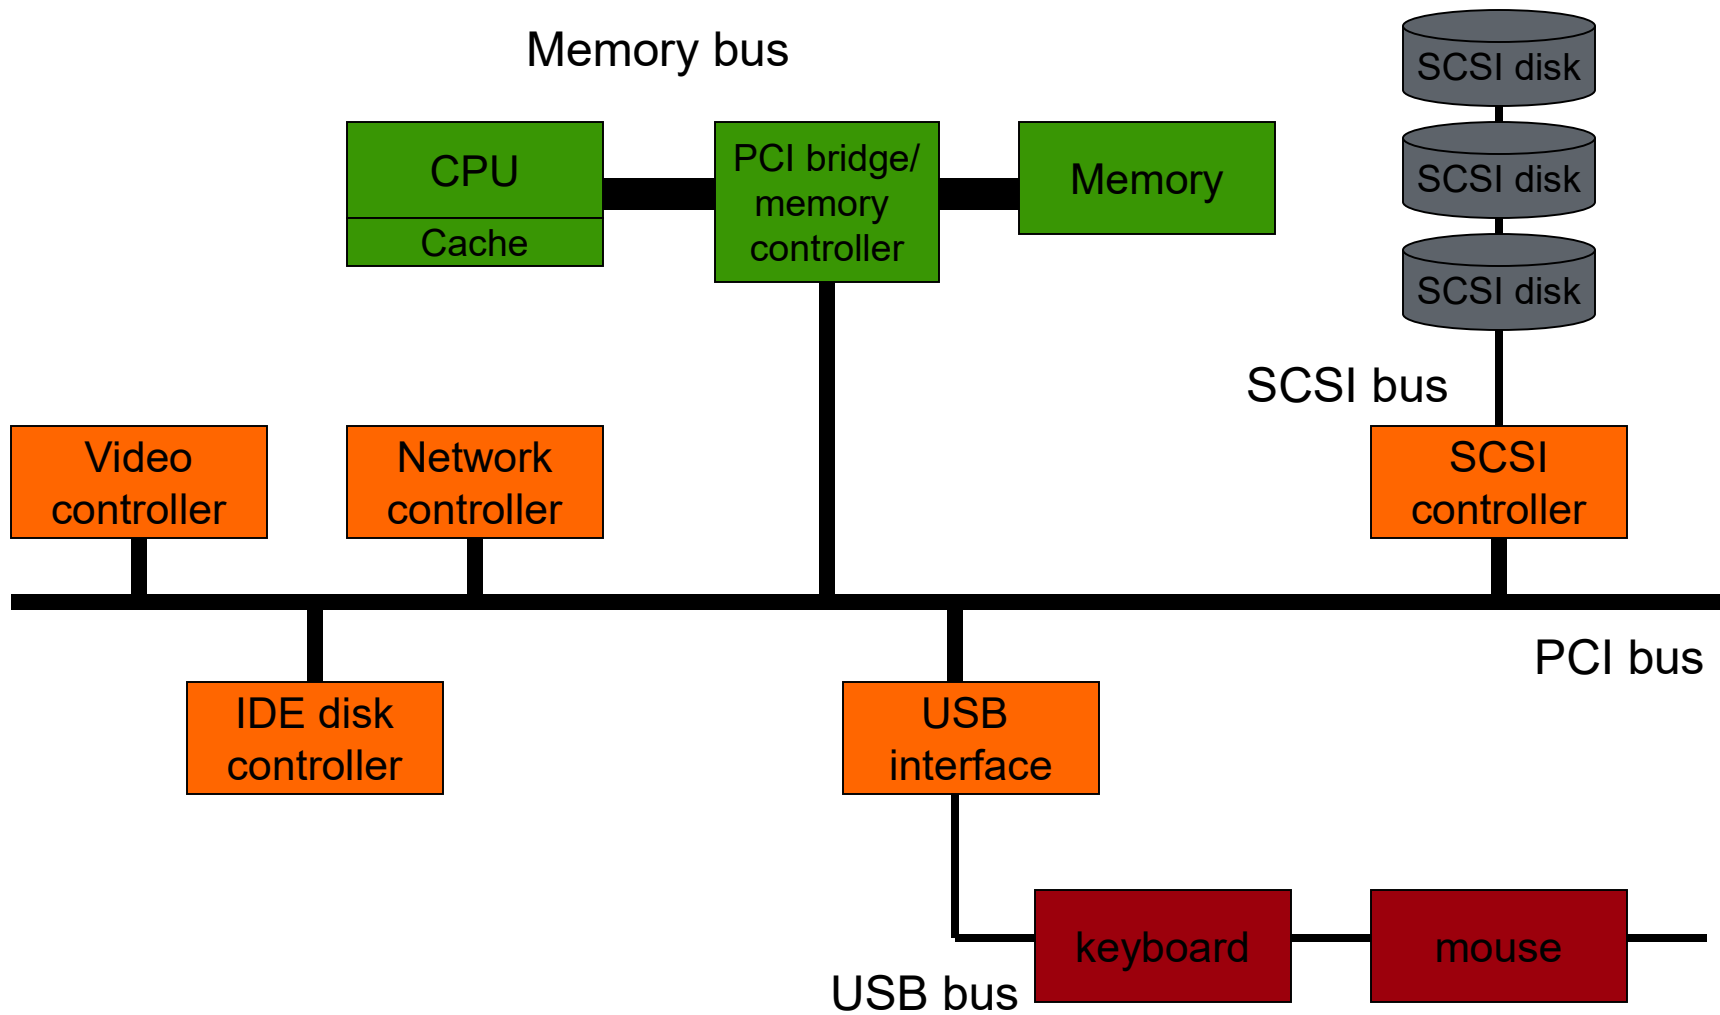 Memory bus
SCSI disk
SCSI disk
SCSI disk
CPU
Cache
PCI bridge/
memory
controller
Memory
SCSI bus
Video
controller
Network
controller
SCSI
controller
PCI bus
IDE disk
controller
USB
interface
keyboard
mouse
USB bus